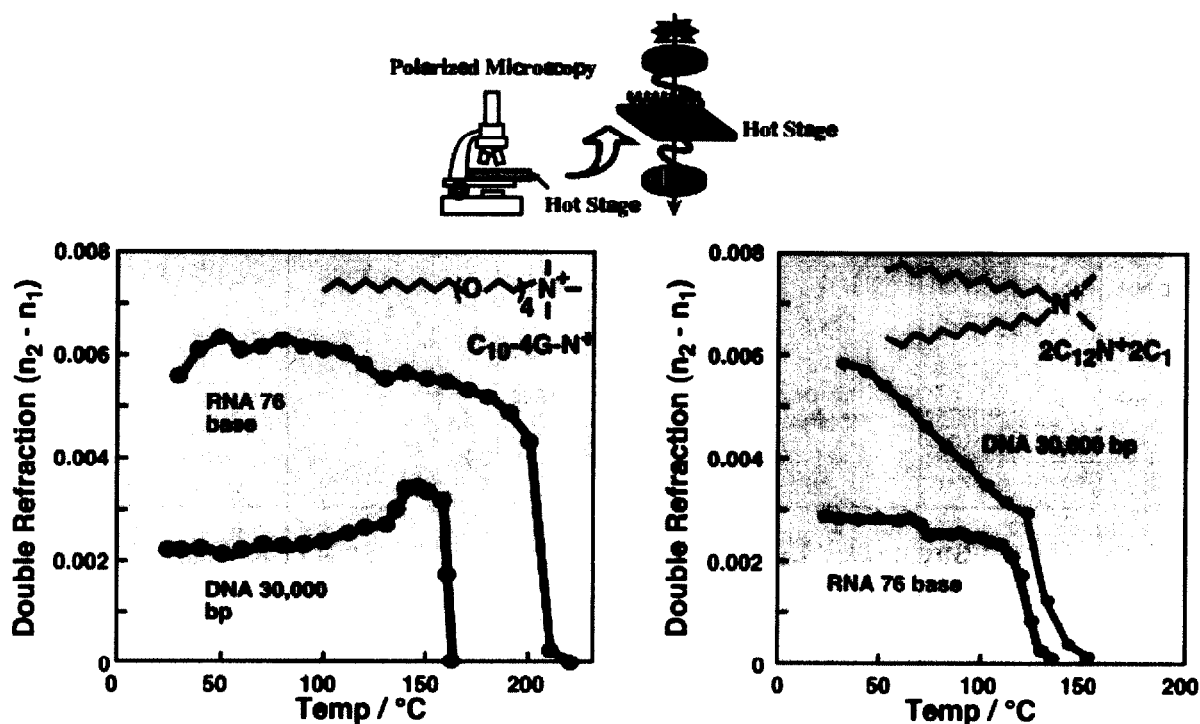 Polarized Microscopy
Hot Stage
Hot Stage
0.008
0.006
0.004
0.002
0
Double Refraction (n2 - n1)
(O
)4 N+
C10-4G-N+
RNA 76
base
DNA 30,000
bp
0
50
100
150
200
Temp / °C
0.008
0.006
0.004
0.002
0
Double Refraction (n2 - n1)
N+
2C12N+2C1
DNA 30,000 bp
RNA 76 base
0
50
100
150
200
Temp / °C